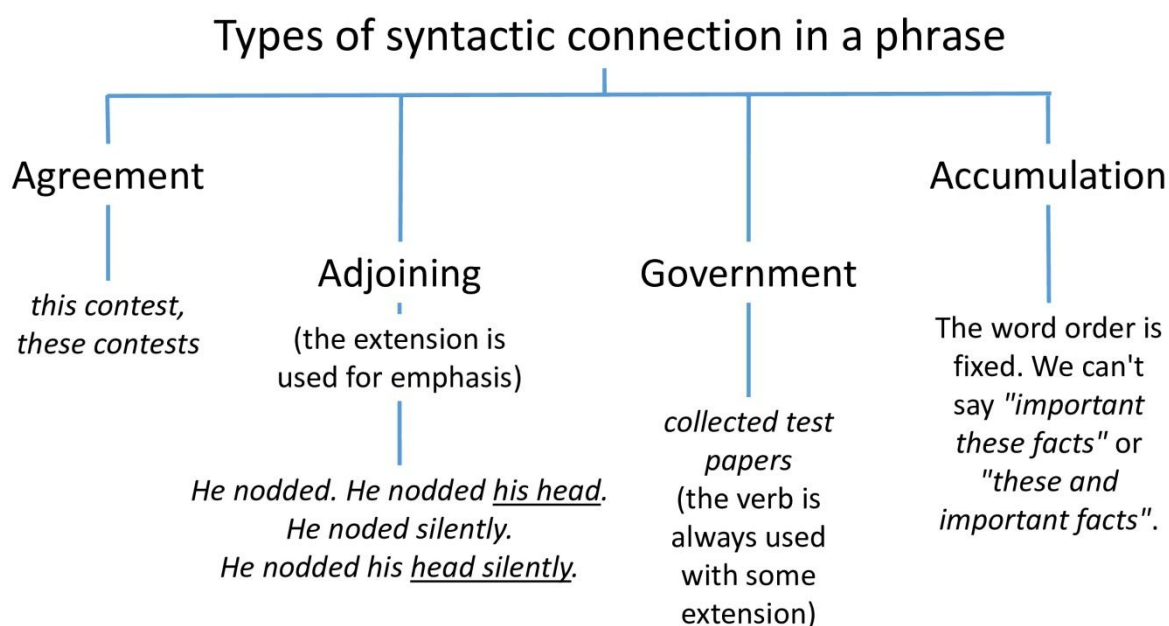 Types of syntactic connection in a phrase
Agreement
this contest,
these contests
Adjoining
(the extension is
used for emphasis)
He nodded. He nodded his head.
He noded silently.
He nodded his head silently.
Government
collected test
papers
(the verb is
always used
with some
extension)
Accumulation
The word order is
fixed. We can't
say "important
these facts" or
"these and
important facts".